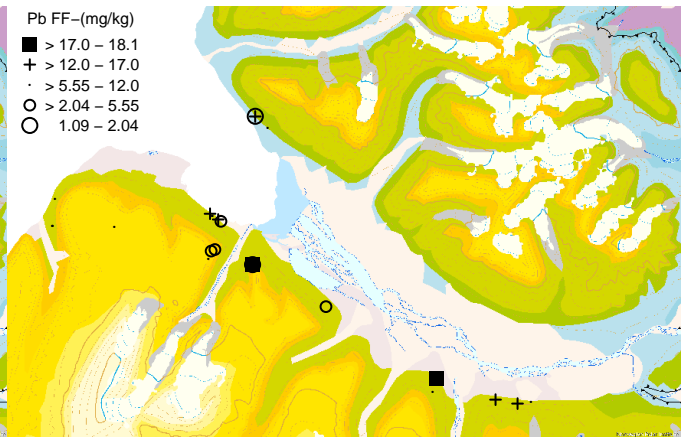 Pb FF−(mg/kg)
> 17.0 − 18.1
> 12.0 − 17.0
> 5.55 − 12.0
> 2.04 − 5.55
1.09 − 2.04